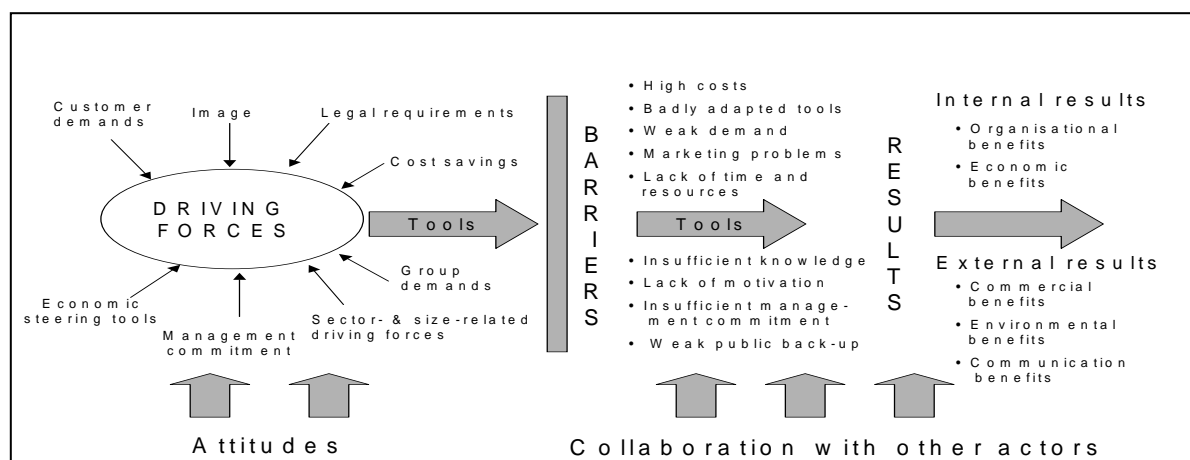 Customer
demands
Image
Legal requirements
Cost savings
DRIVING
FORCES
Group
demands
Sector- & size-related
driving forces
Management
commitment
Economic
steering tools
Tools
BARRIERS
• High costs
• Badly adapted tools
• Weak demand
• Marketing problems
• Lack of time and
resources
Tools
• Insufficient knowledge
• Lack of motivation
• Insufficient manage-
ment commitment
• Weak public back-up
RESULTS
Internal results
• Organisational
benefits
• Economic
benefits
External results
• Commercial
benefits
• Environmental
benefits
• Communication
benefits
Attitudes
Collaboration with other actors